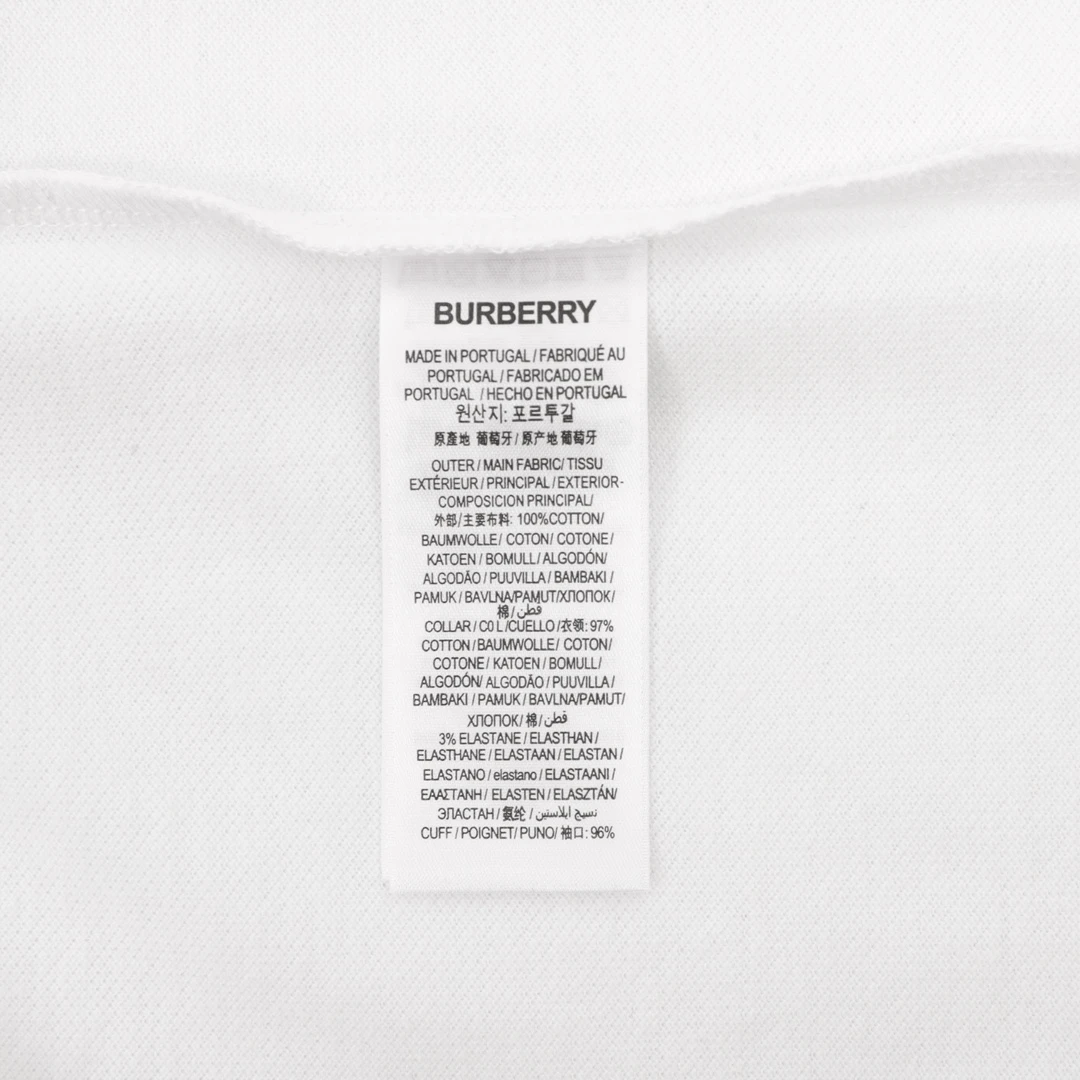 BURBERRY
MADE IN PORTUGAL / FABRIQUÉ AU
PORTUGAL / FABRICADO EM
PORTUGAL / HECHO EN PORTUGAL
원산지: 포르투갈
原產地 葡萄牙 / 原产地 葡萄牙
OUTER / MAIN FABRIC/ TISSU
EXTÉRIEUR / PRINCIPAL / EXTERIOR-
COMPOSICION PRINCIPAL/
外部/主要布料: 100%COTTON/
BAUMWOLLE/ COTON/ COTONE/
KATOEN / BOMULL/ ALGODÓN/
ALGODÃO / PUUVILLA / BAMBAKI /
PAMUK / BAVLNA/PAMUT/ХЛОПОК/
棉/ قطن
COLLAR / C0 L /CUELLO /衣领: 97%
COTTON / BAUMWOLLE/ COTON/
COTONE/ KATOEN / BOMULL/
ALGODÓN/ ALGODÃO / PUUVILLA /
BAMBAKI / PAMUK / BAVLNA/PAMUT/
ХЛОПОК/ 棉/ قطن
3% ELASTANE / ELASTHAN /
ELASTHANE / ELASTAAN / ELASTAN /
ELASTANO / elastano / ELASTAANI /
ΕΛΑΣΤΑΝΗ / ELASTEN / ELASZTÁN/
ЭЛАСТАН / 氨纶 / نسيج ايلاستين
CUFF / POIGNET/ PUNO/ 袖口: 96%